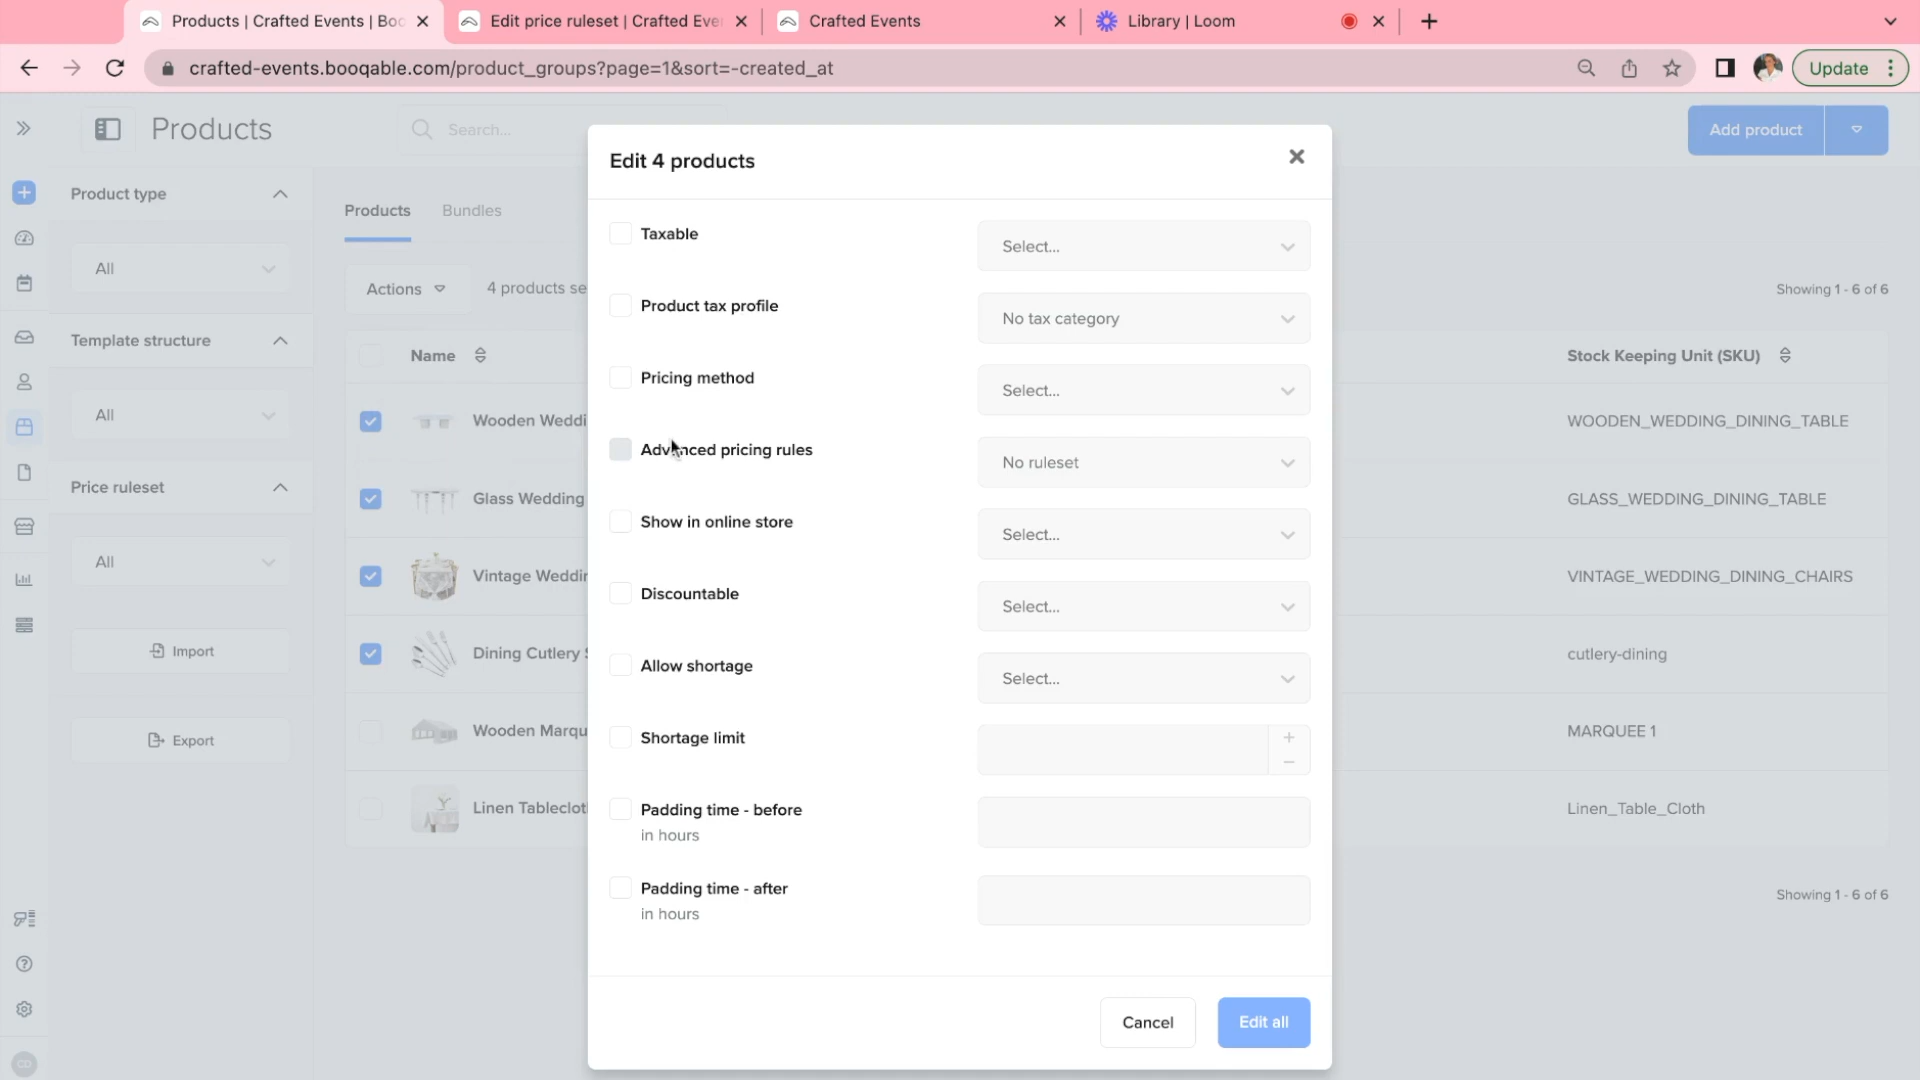 Products | Crafted Events | Boo
Edit price ruleset | Crafted Eve
Crafted Events
Library | Loom
crafted-events.booqable.com/product_groups?page=1&sort=-created_at
Update
Products
Search...
Add product
Product type
All
Template structure
All
Price ruleset
All
Import
Export
Products
Bundles
Actions
4 products se
Showing 1 - 6 of 6
Name
Stock Keeping Unit (SKU)
Wooden Weddi
WOODEN_WEDDING_DINING_TABLE
Glass Wedding
GLASS_WEDDING_DINING_TABLE
Vintage Weddin
VINTAGE_WEDDING_DINING_CHAIRS
Dining Cutlery S
cutlery-dining
Wooden Marqu
MARQUEE 1
Linen Tablecloth
Linen_Table_Cloth
Showing 1 - 6 of 6
Edit 4 products
Taxable
Select...
Product tax profile
No tax category
Pricing method
Select...
Advanced pricing rules
No ruleset
Show in online store
Select...
Discountable
Select...
Allow shortage
Select...
Shortage limit
Padding time - before
in hours
Padding time - after
in hours
Cancel
Edit all